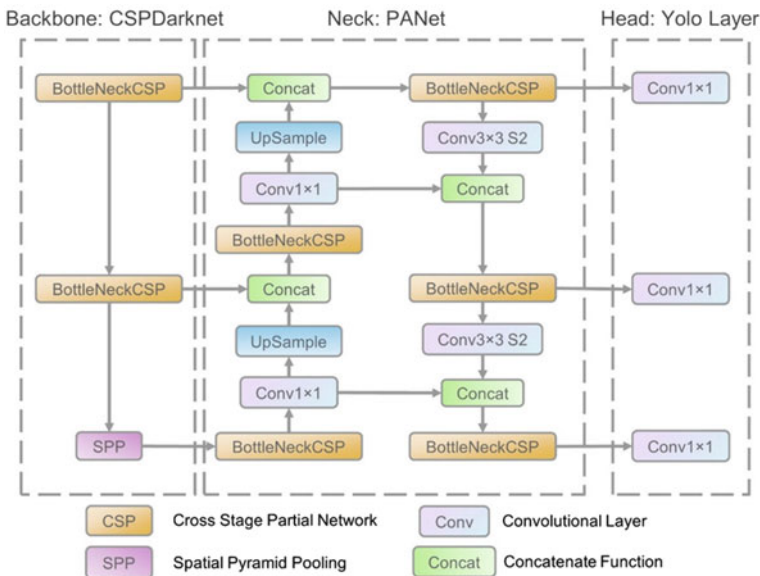 Backbone: CSPDarknet Neck: PANet Head: Yolo Layer
BottleNeckCSP Concat BottleNeckCSP Conv1×1
UpSample Conv3×3 S2
Conv1×1 Concat
BottleNeckCSP
BottleNeckCSP Concat BottleNeckCSP Conv1×1
UpSample Conv3×3 S2
Conv1×1 Concat
SPP BottleNeckCSP BottleNeckCSP Conv1×1
CSP Cross Stage Partial Network Conv Convolutional Layer
SPP Spatial Pyramid Pooling Concat Concatenate Function